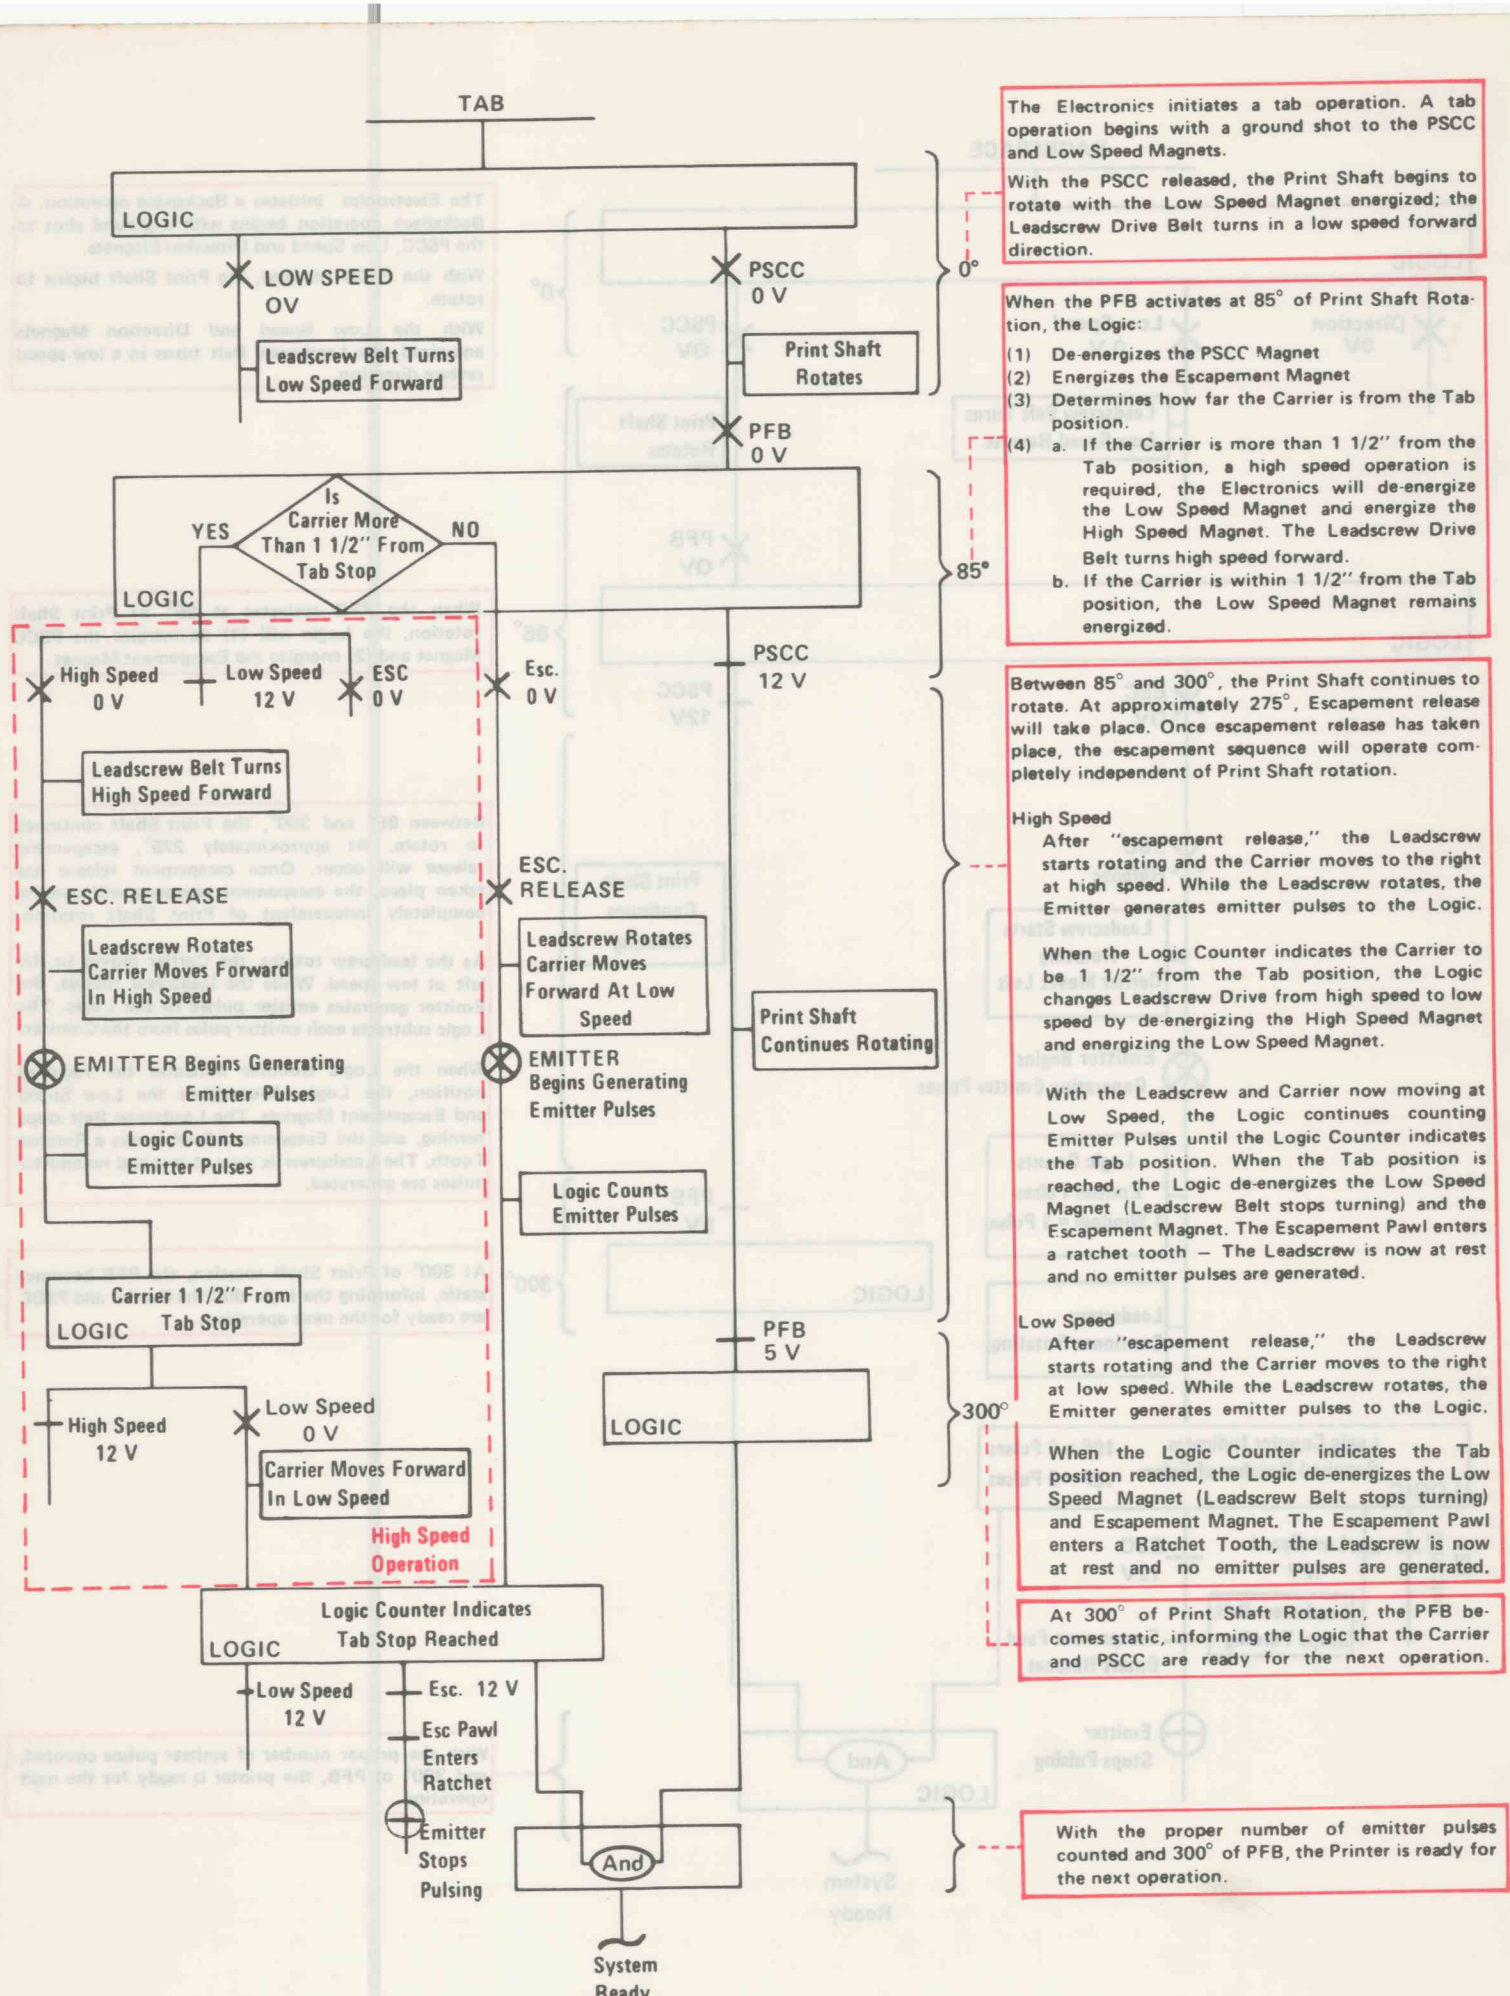 TAB
LOGIC
LOW SPEED
OV
PSCC
0 V
Leadscrew Belt Turns
Low Speed Forward
Print Shaft
Rotates
0°
PFB
0 V
Is
Carrier More
Than 1 1/2" From
Tab Stop
YES
NO
LOGIC
85°
High Speed
0 V
Low Speed
12 V
ESC
0 V
Esc.
0 V
PSCC
12 V
Leadscrew Belt Turns
High Speed Forward
ESC. RELEASE
ESC.
RELEASE
Leadscrew Rotates
Carrier Moves Forward
In High Speed
Leadscrew Rotates
Carrier Moves
Forward At Low
Speed
Print Shaft
Continues Rotating
EMITTER Begins Generating
Emitter Pulses
EMITTER
Begins Generating
Emitter Pulses
Logic Counts
Emitter Pulses
Logic Counts
Emitter Pulses
Carrier 1 1/2" From
Tab Stop
LOGIC
PFB
5 V
LOGIC
300°
High Speed
12 V
Low Speed
0 V
Carrier Moves Forward
In Low Speed
High Speed
Operation
Logic Counter Indicates
Tab Stop Reached
LOGIC
Low Speed
12 V
Esc. 12 V
Esc Pawl
Enters
Ratchet
Emitter
Stops
Pulsing
And
System
Ready
The Electronics initiates a tab operation. A tab
operation begins with a ground shot to the PSCC
and Low Speed Magnets.
With the PSCC released, the Print Shaft begins to
rotate with the Low Speed Magnet energized; the
Leadscrew Drive Belt turns in a low speed forward
direction.
When the PFB activates at 85° of Print Shaft Rota-
tion, the Logic:
(1) De-energizes the PSCC Magnet
(2) Energizes the Escapement Magnet
(3) Determines how far the Carrier is from the Tab
position.
(4) a. If the Carrier is more than 1 1/2" from the
Tab position, a high speed operation is
required, the Electronics will de-energize
the Low Speed Magnet and energize the
High Speed Magnet. The Leadscrew Drive
Belt turns high speed forward.
b. If the Carrier is within 1 1/2" from the Tab
position, the Low Speed Magnet remains
energized.
Between 85° and 300°, the Print Shaft continues to
rotate. At approximately 275°, Escapement release
will take place. Once escapement release has taken
place, the escapement sequence will operate com-
pletely independent of Print Shaft rotation.
High Speed
After "escapement release," the Leadscrew
starts rotating and the Carrier moves to the right
at high speed. While the Leadscrew rotates, the
Emitter generates emitter pulses to the Logic.
When the Logic Counter indicates the Carrier to
be 1 1/2" from the Tab position, the Logic
changes Leadscrew Drive from high speed to low
speed by de-energizing the High Speed Magnet
and energizing the Low Speed Magnet.
With the Leadscrew and Carrier now moving at
Low Speed, the Logic continues counting
Emitter Pulses until the Logic Counter indicates
the Tab position. When the Tab position is
reached, the Logic de-energizes the Low Speed
Magnet (Leadscrew Belt stops turning) and the
Escapement Magnet. The Escapement Pawl enters
a ratchet tooth — The Leadscrew is now at rest
and no emitter pulses are generated.
Low Speed
After "escapement release," the Leadscrew
starts rotating and the Carrier moves to the right
at low speed. While the Leadscrew rotates, the
Emitter generates emitter pulses to the Logic.
When the Logic Counter indicates the Tab
position reached, the Logic de-energizes the Low
Speed Magnet (Leadscrew Belt stops turning)
and Escapement Magnet. The Escapement Pawl
enters a Ratchet Tooth, the Leadscrew is now
at rest and no emitter pulses are generated.
At 300° of Print Shaft Rotation, the PFB be-
comes static, informing the Logic that the Carrier
and PSCC are ready for the next operation.
With the proper number of emitter pulses
counted and 300° of PFB, the Printer is ready for
the next operation.